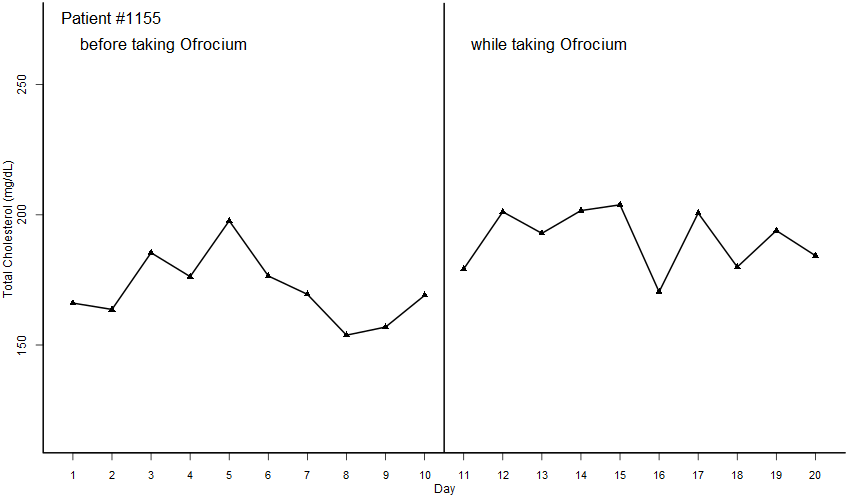 Patient #1155
before taking Ofrocium
while taking Ofrocium
Total Cholesterol (mg/dL)
250
200
150
1 2 3 4 5 6 7 8 9 10 11 12 13 14 15 16 17 18 19 20
Day